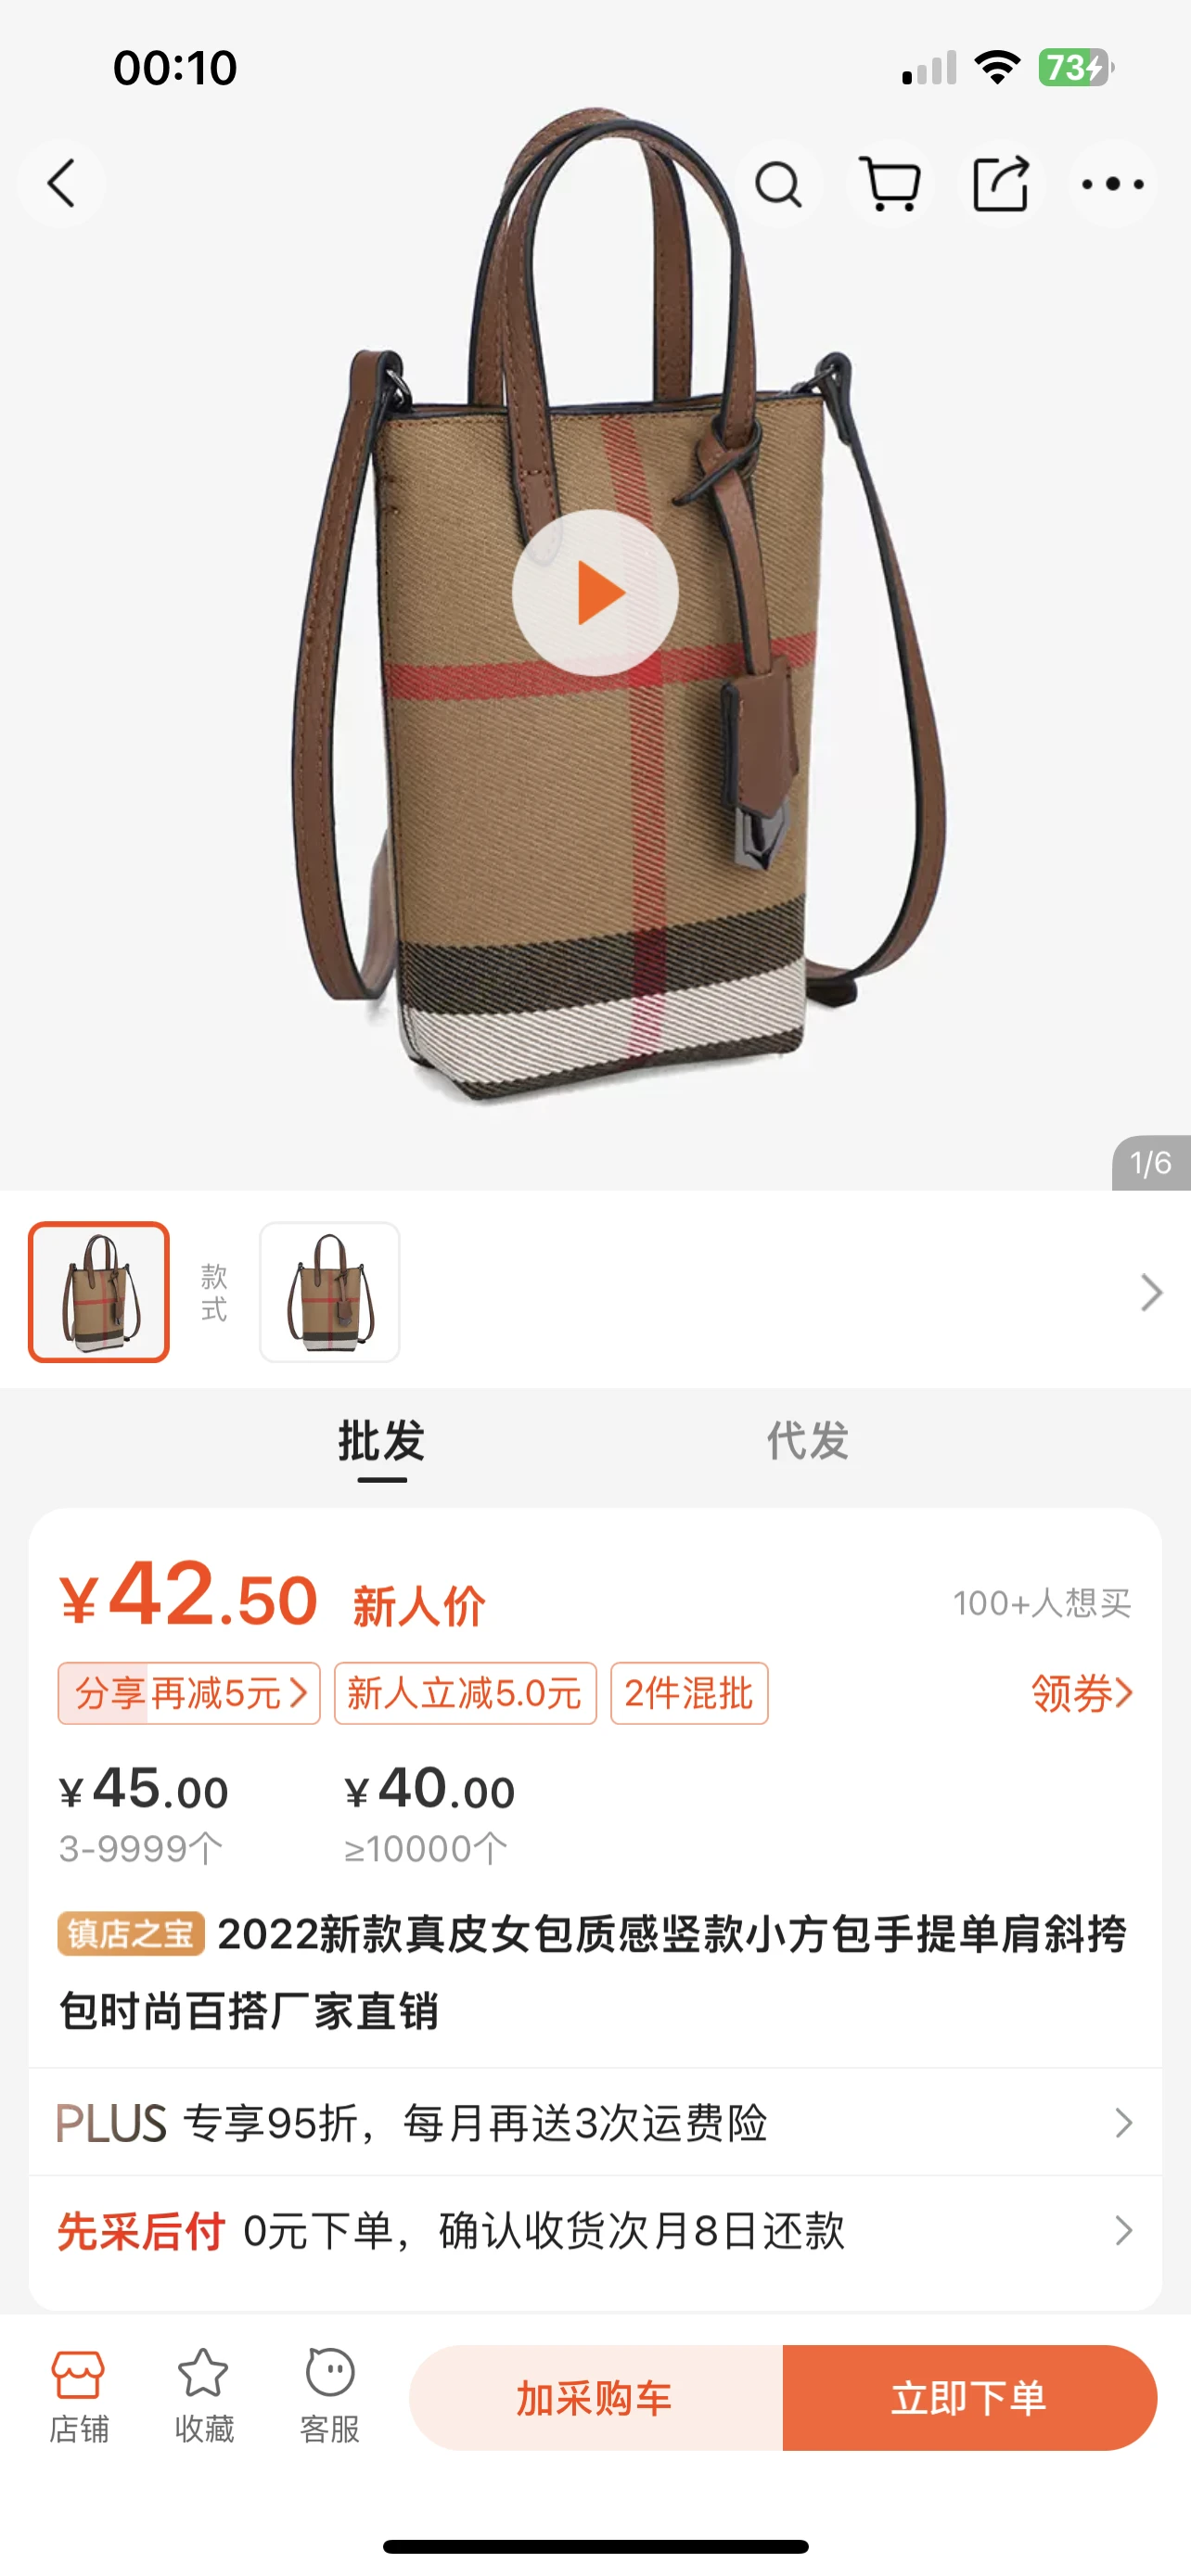 00:10
73
1/6
款式
批发
代发
¥42.50 新人价
100+人想买
分享再减5元
新人立减5.0元
2件混批
领券
¥45.00
¥40.00
3-9999个
≥10000个
镇店之宝 2022新款真皮女包质感竖款小方包手提单肩斜挎
包时尚百搭厂家直销
PLUS 专享95折，每月再送3次运费险
先采后付 0元下单，确认收货次月8日还款
店铺
收藏
客服
加采购车
立即下单